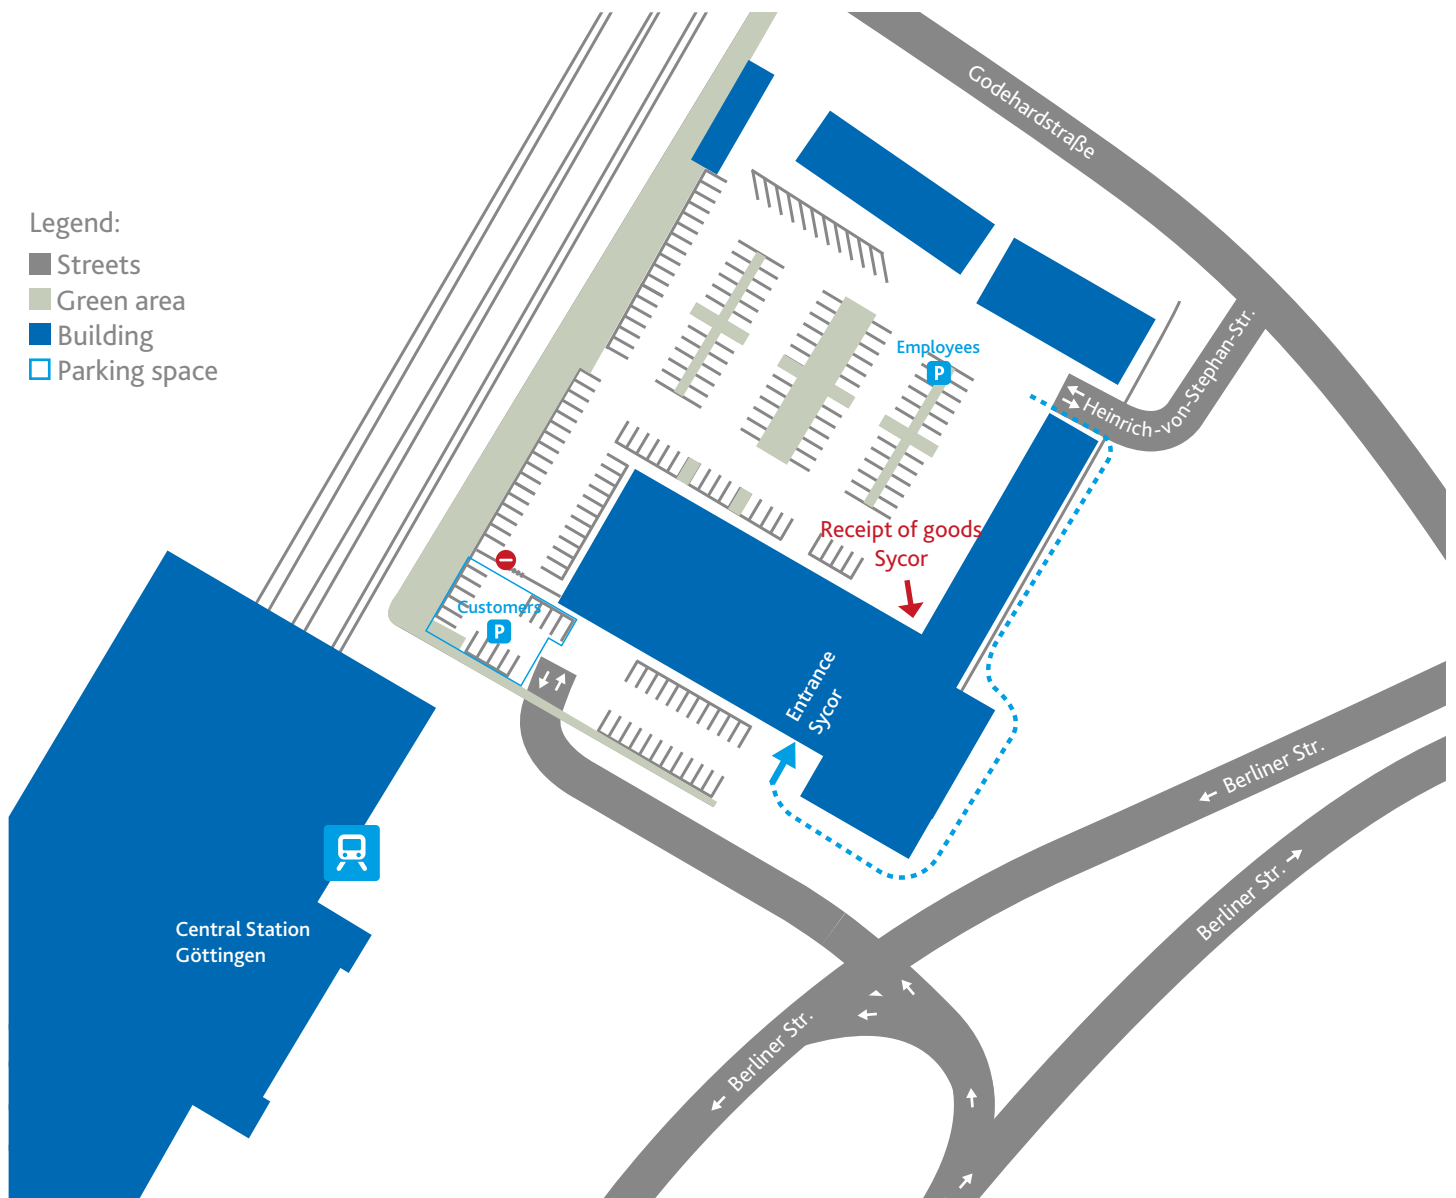 Godehardstraße
Legend:
Streets
Green area
Building
Parking space
Heinrich-von-Stephan-Str.
Employees
P
Receipt of goods
Sycor
Customers
P
Entrance
Sycor
Berliner Str.
Berliner Str.
Central Station
Göttingen
Berliner Str.